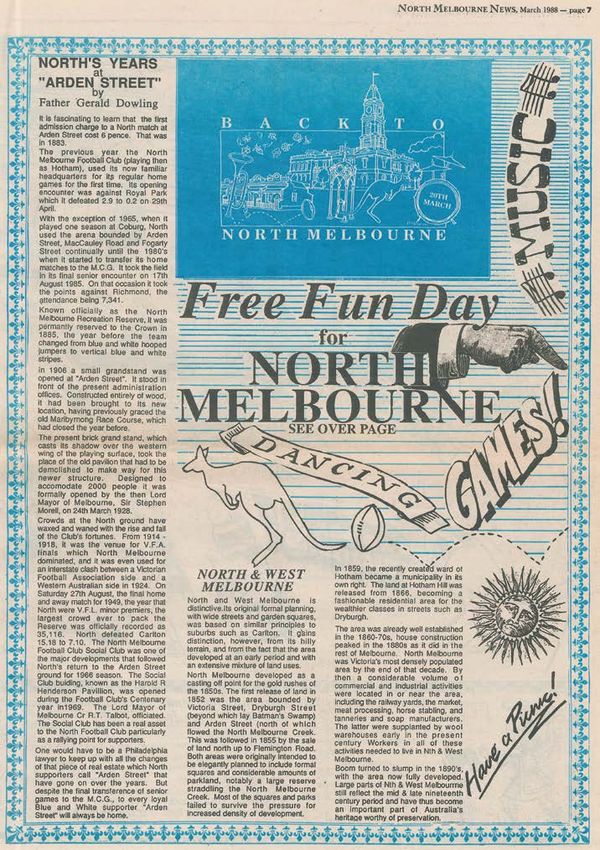 NORTH MELBOURNE NEWS, March 1988 — page 7
NORTH'S YEARS
at
"ARDEN STREET"
by
Father Gerald Dowling
It is fascinating to learn that the first
admission charge to a North match at
Arden Street cost 6 pence. That was
in 1883.
The previous year the North
Melbourne Football Club (playing then
as Hotham), used its now familiar
headquarters for its regular home
games for the first time. Its opening
encounter was against Royal Park
which it defeated 2.9 to 0.2 on 29th
April.
With the exception of 1965, when it
played one season at Coburg, North
used the arena bounded by Arden
Street, MacCauley Road and Fogarty
Street continually until the 1980's
when it started to transfer its home
matches to the M.C.G. It took the field
in its final senior encounter on 17th
August 1985. On that occasion it took
the points against Richmond, the
attendance being 7,341.
Known officially as the North
Melbourne Recreation Reserve, it was
permantly reserved to the Crown in
1885, the year before the team
changed from blue and white hooped
jumpers to vertical blue and white
stripes.
In 1906 a small grandstand was
opened at "Arden Street". It stood in
front of the present administration
offices. Constructed entirely of wood,
it had been brought to its new
location, having previously graced the
old Maribyrnong Race Course, which
had closed the year before.
The present brick grand stand, which
casts its shadow over the western
wing of the playing surface, took the
place of the old pavilion that had to be
demolished to make way for this
newer structure. Designed to
accomodate 2000 people it was
formally opened by the then Lord
Mayor of Melbourne, Sir Stephen
Morell, on 24th March 1928.
Crowds at the North ground have
waxed and waned with the rise and fall
of the Club's fortunes. From 1914 -
1918, it was the venue for V.F.A.
finals which North Melbourne
dominated, and it was even used for
an interstate clash between a Victorian
Football Association side and a
Western Australian side in 1924. On
Saturday 27th August, the final home
and away match for 1949, the year that
North were V.F.L. minor premiers, the
largest crowd ever to pack the
Reserve was officially recorded as
35,116. North defeated Carlton
15.18 to 7.10. The North Melbourne
Football Club Social Club was one of
the major developments that followed
North's return to the Arden Street
ground for 1966 season. The Social
Club buiding, known as the Harold R
Henderson Pavillion, was opened
during the Football Club's Centenary
year in1969. The Lord Mayor of
Melbourne Cr R.T. Talbot, officiated.
The Social Club has been a real asset
to the North Football Club particularly
as a rallying point for supporters.
One would have to be a Philadelphia
lawyer to keep up with all the changes
of that piece of real estate which North
supporters call "Arden Street" that
have gone on over the years. But
despite the final transference of senior
games to the M.C.G., to every loyal
Blue and White supporter "Arden
Street" will always be home.
BACK TO
20TH
MARCH
NORTH MELBOURNE
MUSIC
Free Fun Day
for
NORTH
MELBOURNE
SEE OVER PAGE
DANCING
GAMES!
NORTH & WEST
MELBOURNE
North and West Melbourne is
distinctive.Its original formal planning,
with wide streets and garden squares,
was based on similar principles to
suburbs such as Carlton. It gains
distinction, however, from its hilly
terrain, and from the fact that the area
developed at an early period and with
an extensive mixture of land uses.
North Melbourne developed as a
casting off point for the gold rushes of
the 1850s. The first release of land in
1852 was the area bounded by
Victoria Street, Dryburgh Street
(beyond which lay Batman's Swamp)
and Arden Street (north of which
flowed the North Melbourne Creek.
This was followed in 1855 by the sale
of land north up to Flemington Road.
Both areas were originally intended to
be elegantly planned to include formal
squares and considerable amounts of
parkland, notably a large reserve
straddling the North Melbourne
Creek. Most of the squares and parks
failed to survive the pressure for
increased density of development.
In 1859, the recently created ward of
Hotham became a municipality in its
own right. The land at Hotham Hill was
released from 1866, becoming a
fashionable residential area for the
wealthier classes in streets such as
Dryburgh.
The area was already well established
in the 1860-70s, house construction
peaked in the 1880s as it did in the
rest of Melbourne. North Melbourne
was Victoria's most densely populated
area by the end of that decade. By
then a considerable volume of
commercial and industrial activities
were located in or near the area,
including the railway yards, the market,
meat processing, horse stabling, and
tanneries and soap manufacturers.
The latter were supplanted by wool
warehouses early in the present
century Workers in all of these
activities needed to live in Nth & West
Melbourne.
Boom turned to slump in the 1890's,
with the area now fully developed.
Large parts of Nth & West Melbourne
still reflect the mid & late nineteenth
century period and have thus become
an important part of Australia's
heritage worthy of preservation.
Have a Picnic!